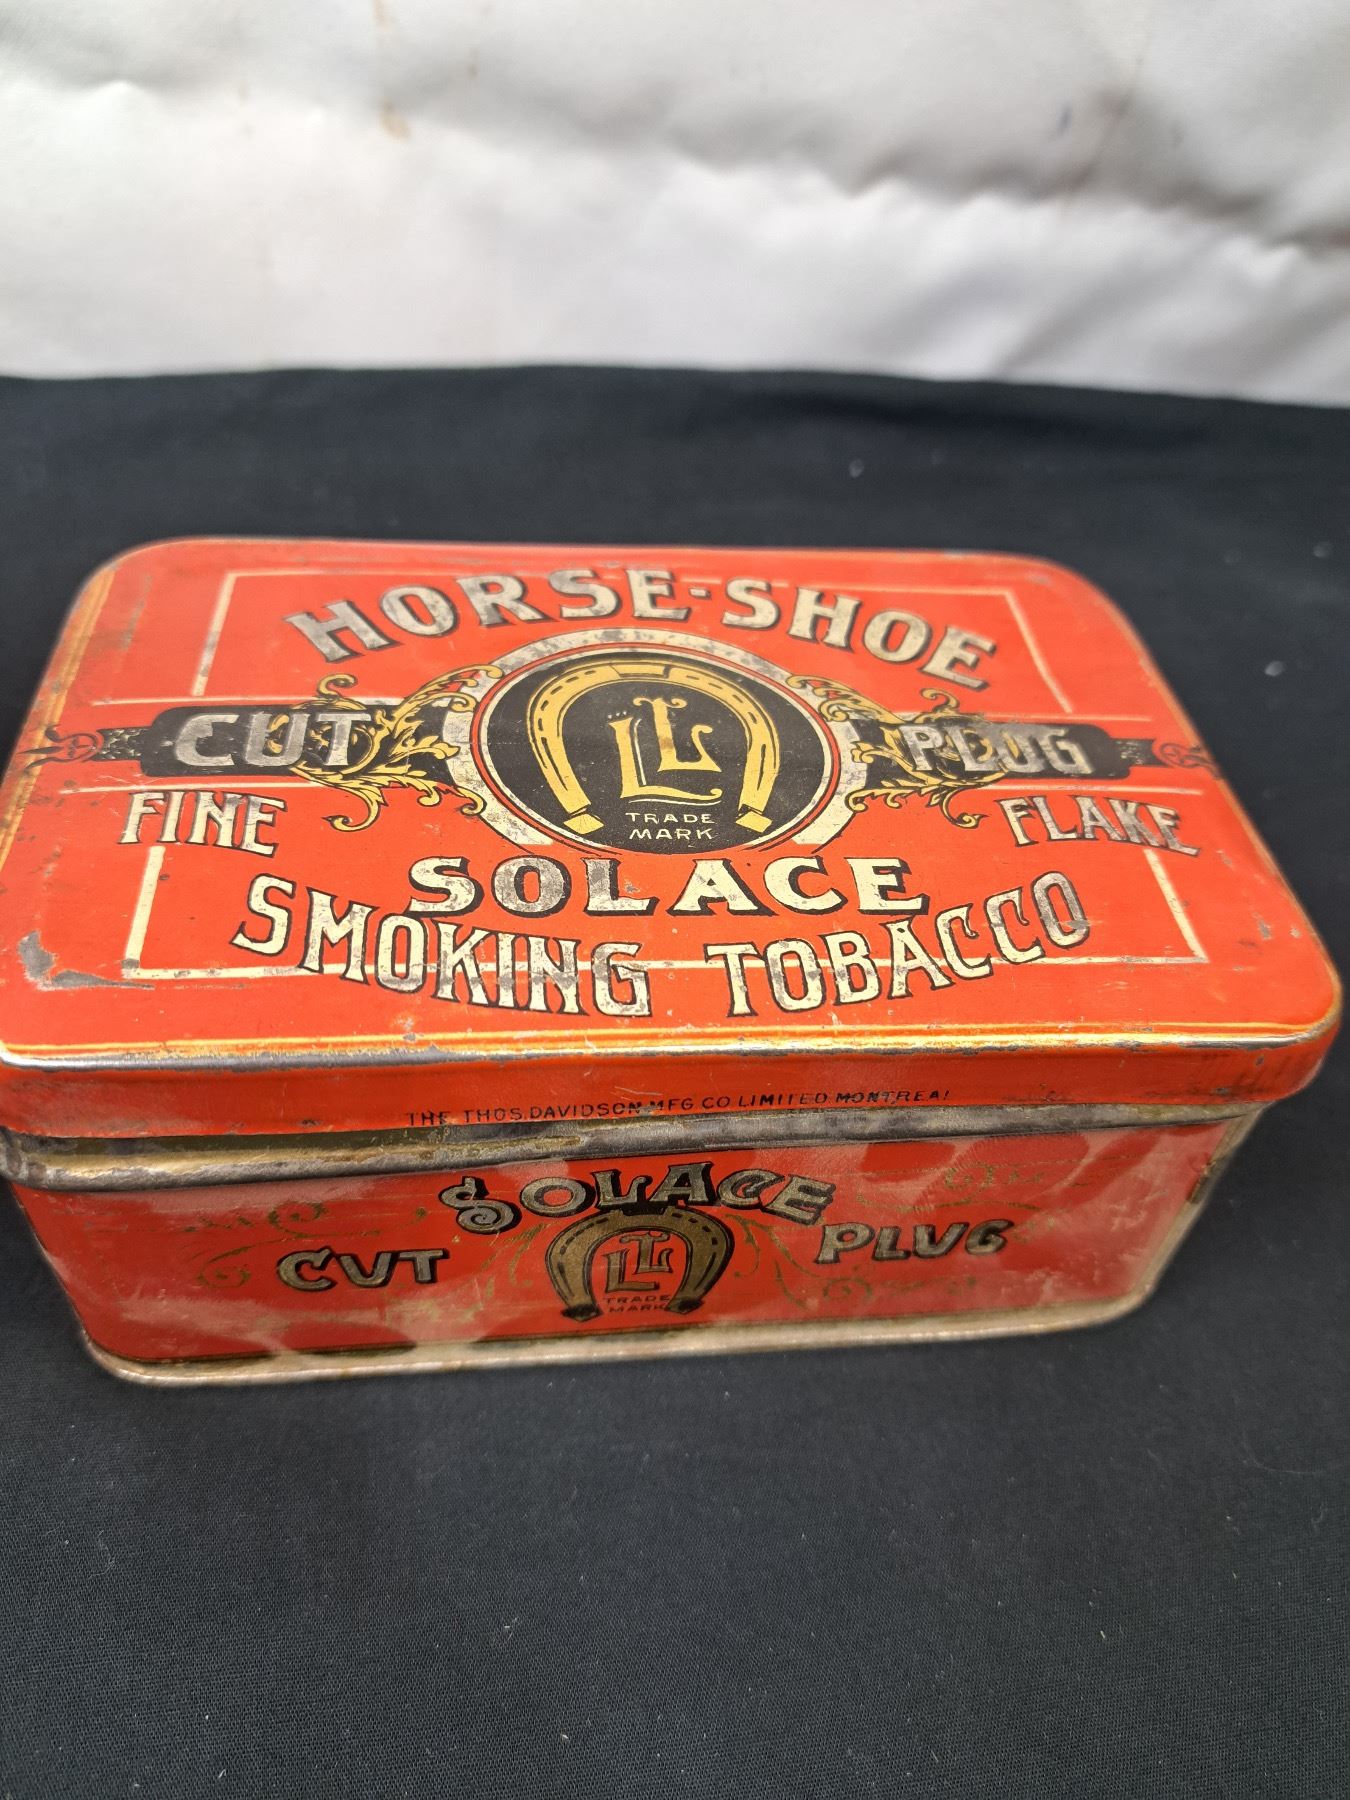 HORSE-SHOE
CUT PLUG
LL
TRADE
MARK
FINE FLAKE
SOLACE
SMOKING TOBACCO
THE THOS. DAVIDSON MFG CO. LIMITED MONTREAL
SOLACE
CUT PLUG
LL
TRADE
MARK